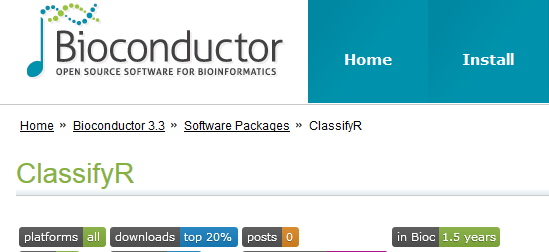 Bioconductor
OPEN SOURCE SOFTWARE FOR BIOINFORMATICS
Home Install
Home » Bioconductor 3.3 » Software Packages » ClassifyR
ClassifyR
platforms all downloads top 20% posts 0 in Bioc 1.5 years